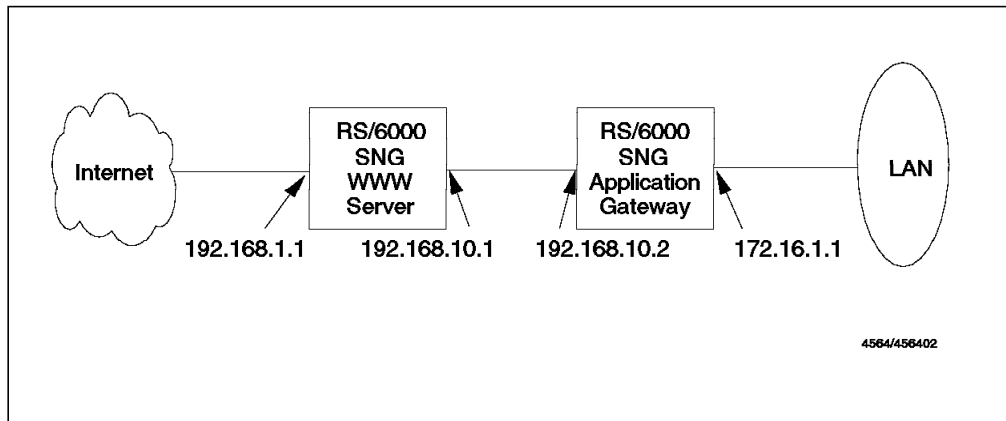 Internet
RS/6000
SNG
WWW
Server
RS/6000
SNG
Application
Gateway
LAN
192.168.1.1
192.168.10.1
192.168.10.2
172.16.1.1
4564/456402